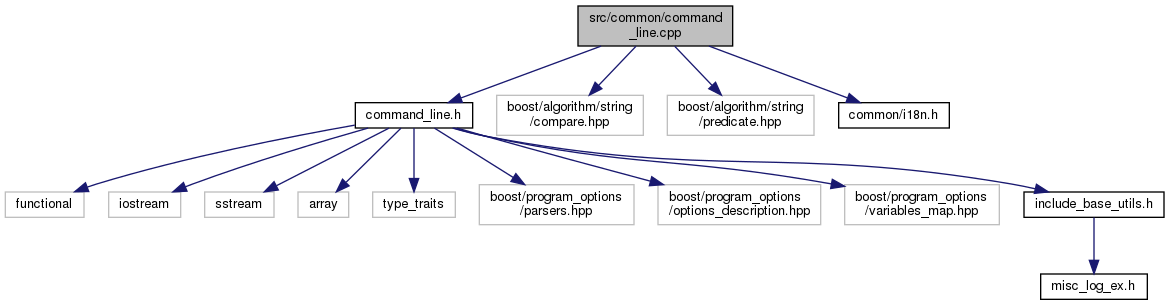 src/common/command
_line.cpp
command_line.h
boost/algorithm/string
/compare.hpp
boost/algorithm/string
/predicate.hpp
common/i18n.h
functional
iostream
sstream
array
type_traits
boost/program_options
/parsers.hpp
boost/program_options
/options_description.hpp
boost/program_options
/variables_map.hpp
include_base_utils.h
misc_log_ex.h